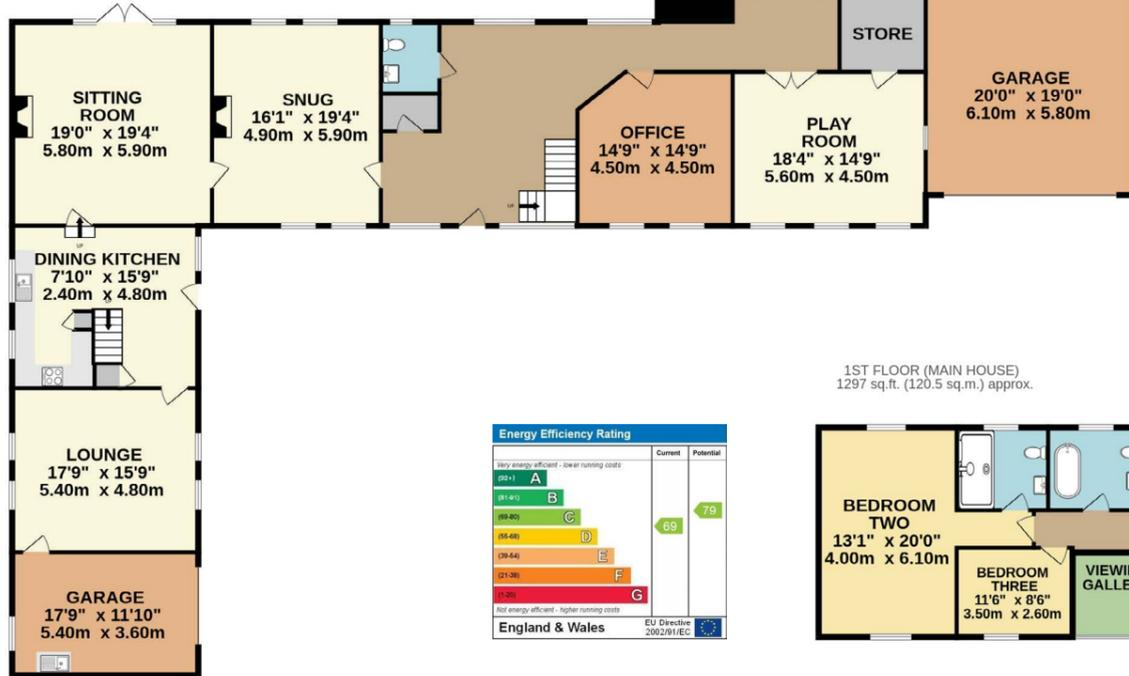 STORE
SITTING
ROOM
19'0" x 19'4"
5.80m x 5.90m
SNUG
16'1" x 19'4"
4.90m x 5.90m
OFFICE
14'9" x 14'9"
4.50m x 4.50m
PLAY
ROOM
18'4" x 14'9"
5.60m x 4.50m
GARAGE
20'0" x 19'0"
6.10m x 5.80m
UP
UP
DINING KITCHEN
7'10" x 15'9"
2.40m x 4.80m
UP
LOUNGE
17'9" x 15'9"
5.40m x 4.80m
GARAGE
17'9" x 11'10"
5.40m x 3.60m
Energy Efficiency Rating
Current Potential
Very energy efficient - lower running costs
(92+) A
(81-91) B
(69-80) C
(55-68) D
(39-54) E
(21-38) F
(1-20) G
69
79
Not energy efficient - higher running costs
England & Wales
EU Directive
2002/91/EC
1ST FLOOR (MAIN HOUSE)
1297 sq.ft. (120.5 sq.m.) approx.
BEDROOM
TWO
13'1" x 20'0"
4.00m x 6.10m
BEDROOM
THREE
11'6" x 8'6"
3.50m x 2.60m
VIEWI
GALLE